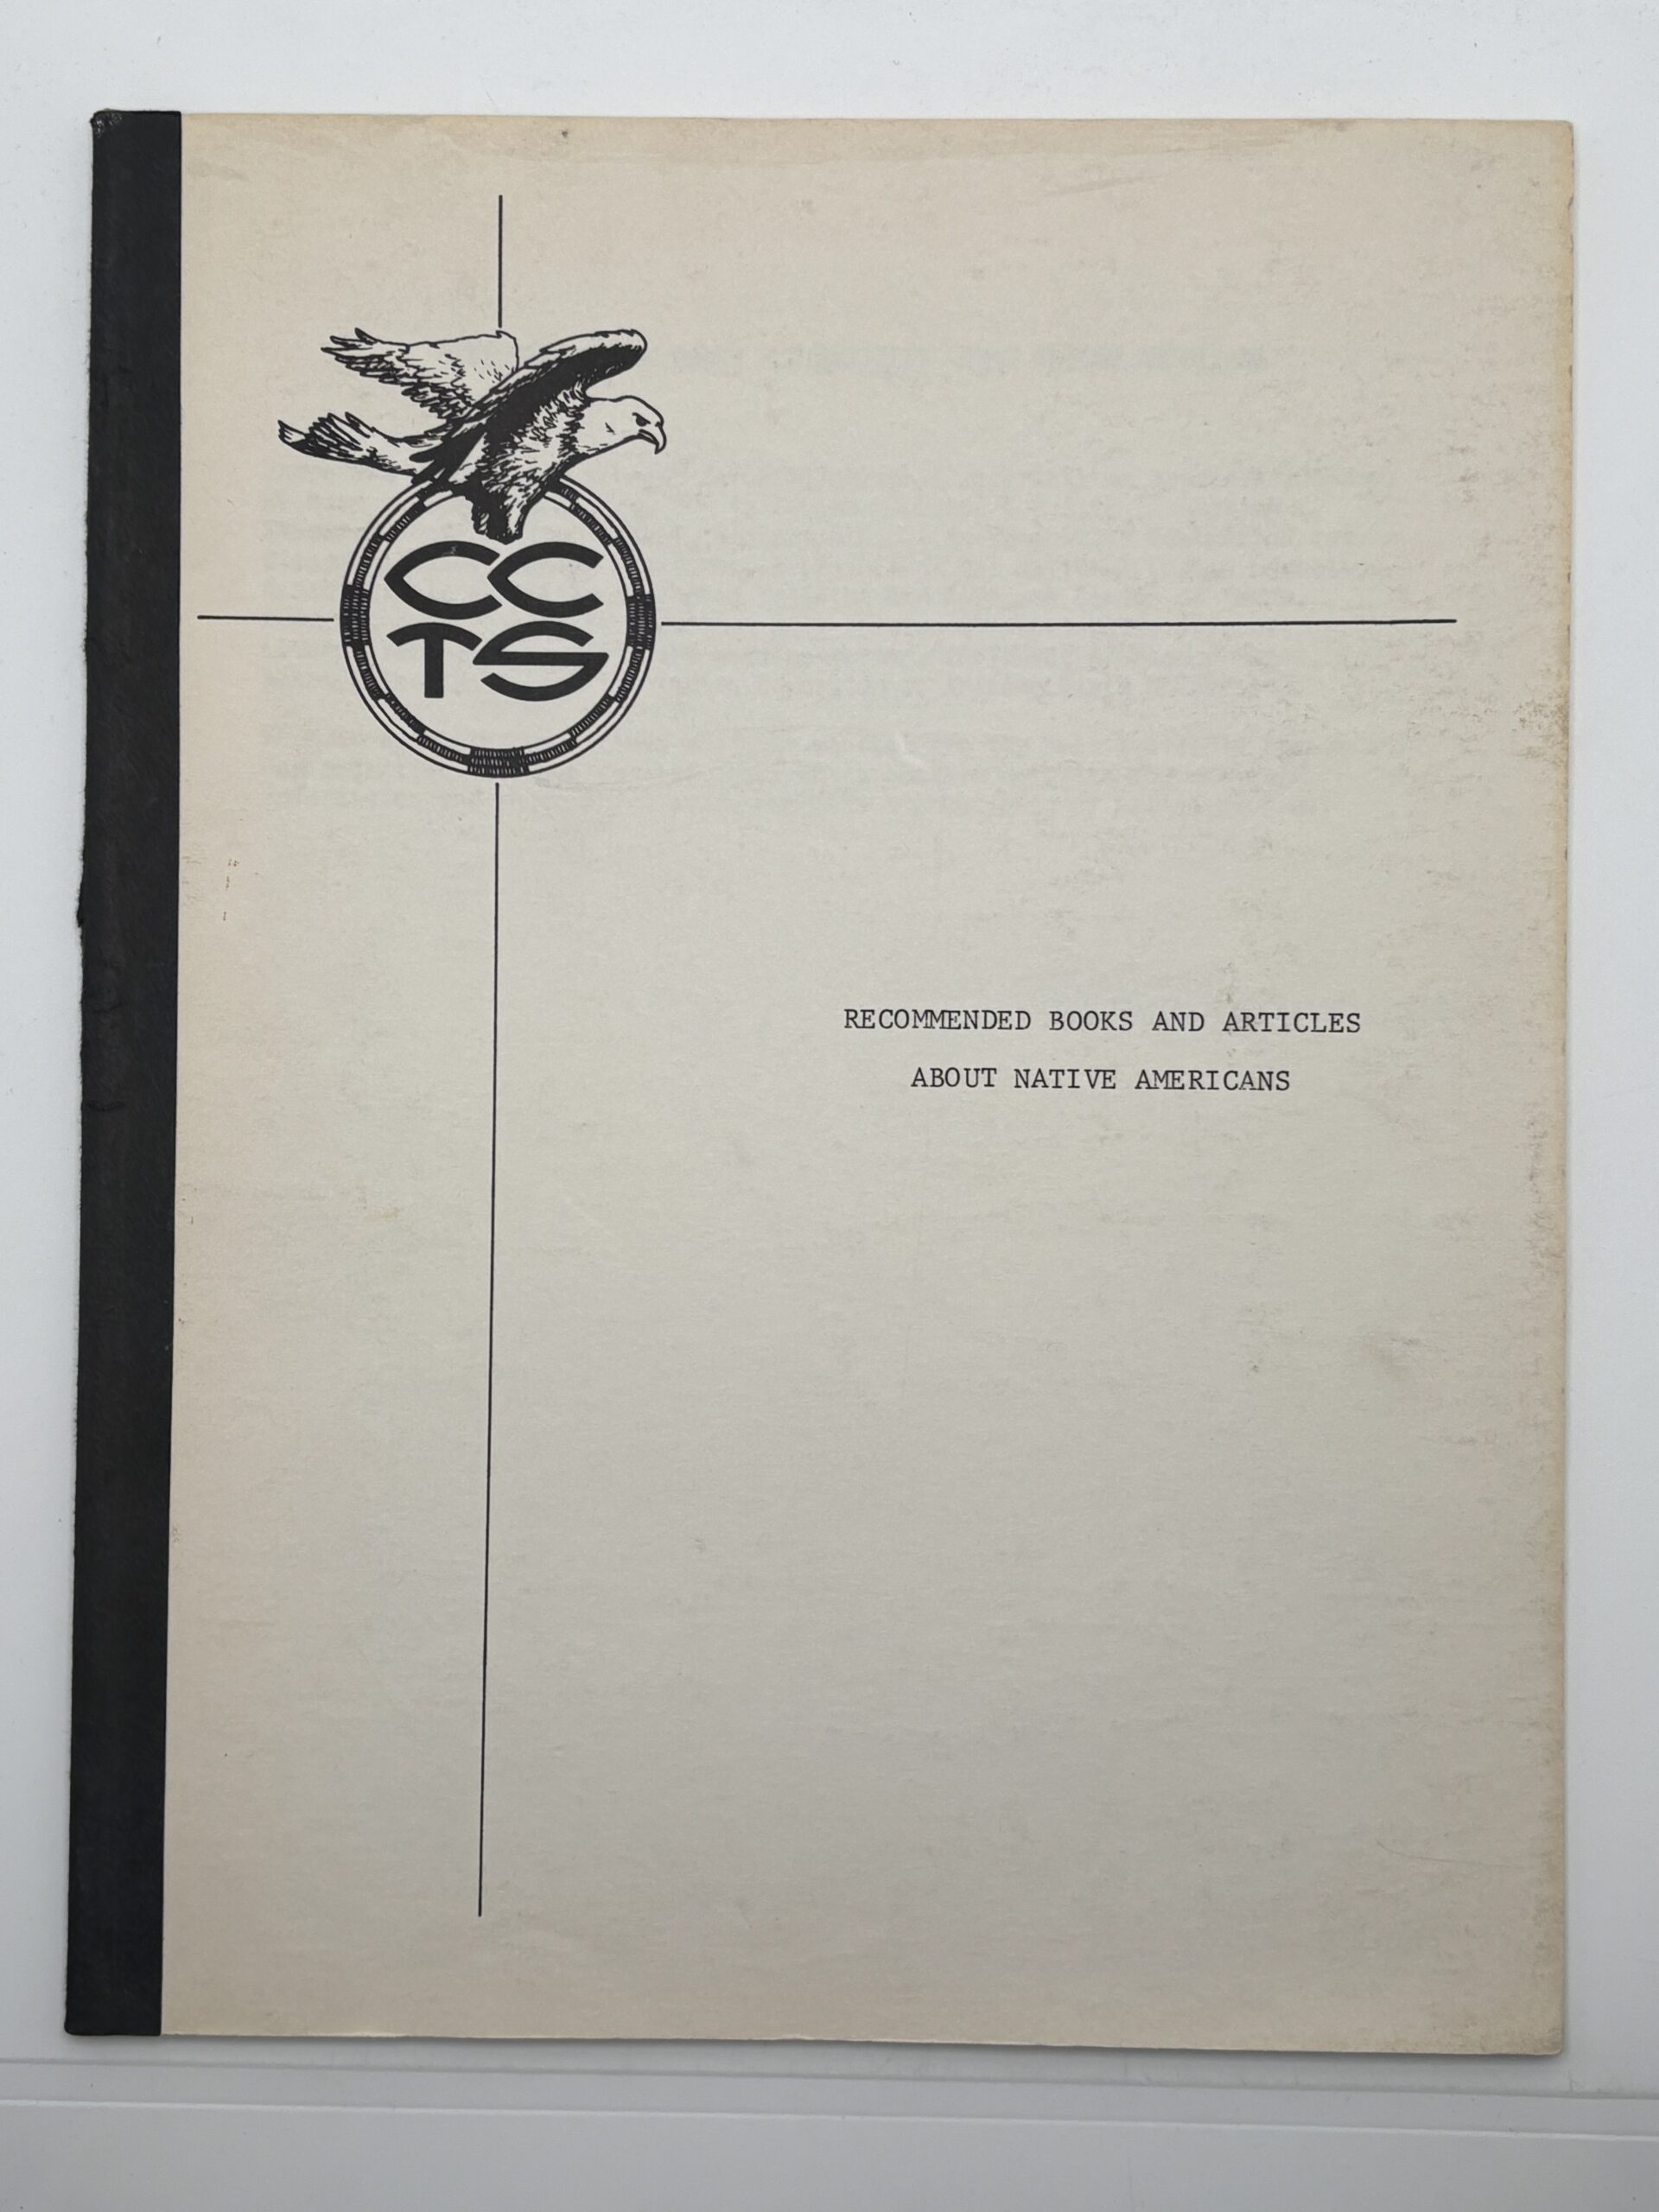 CC
TS
RECOMMENDED BOOKS AND ARTICLES
ABOUT NATIVE AMERICANS